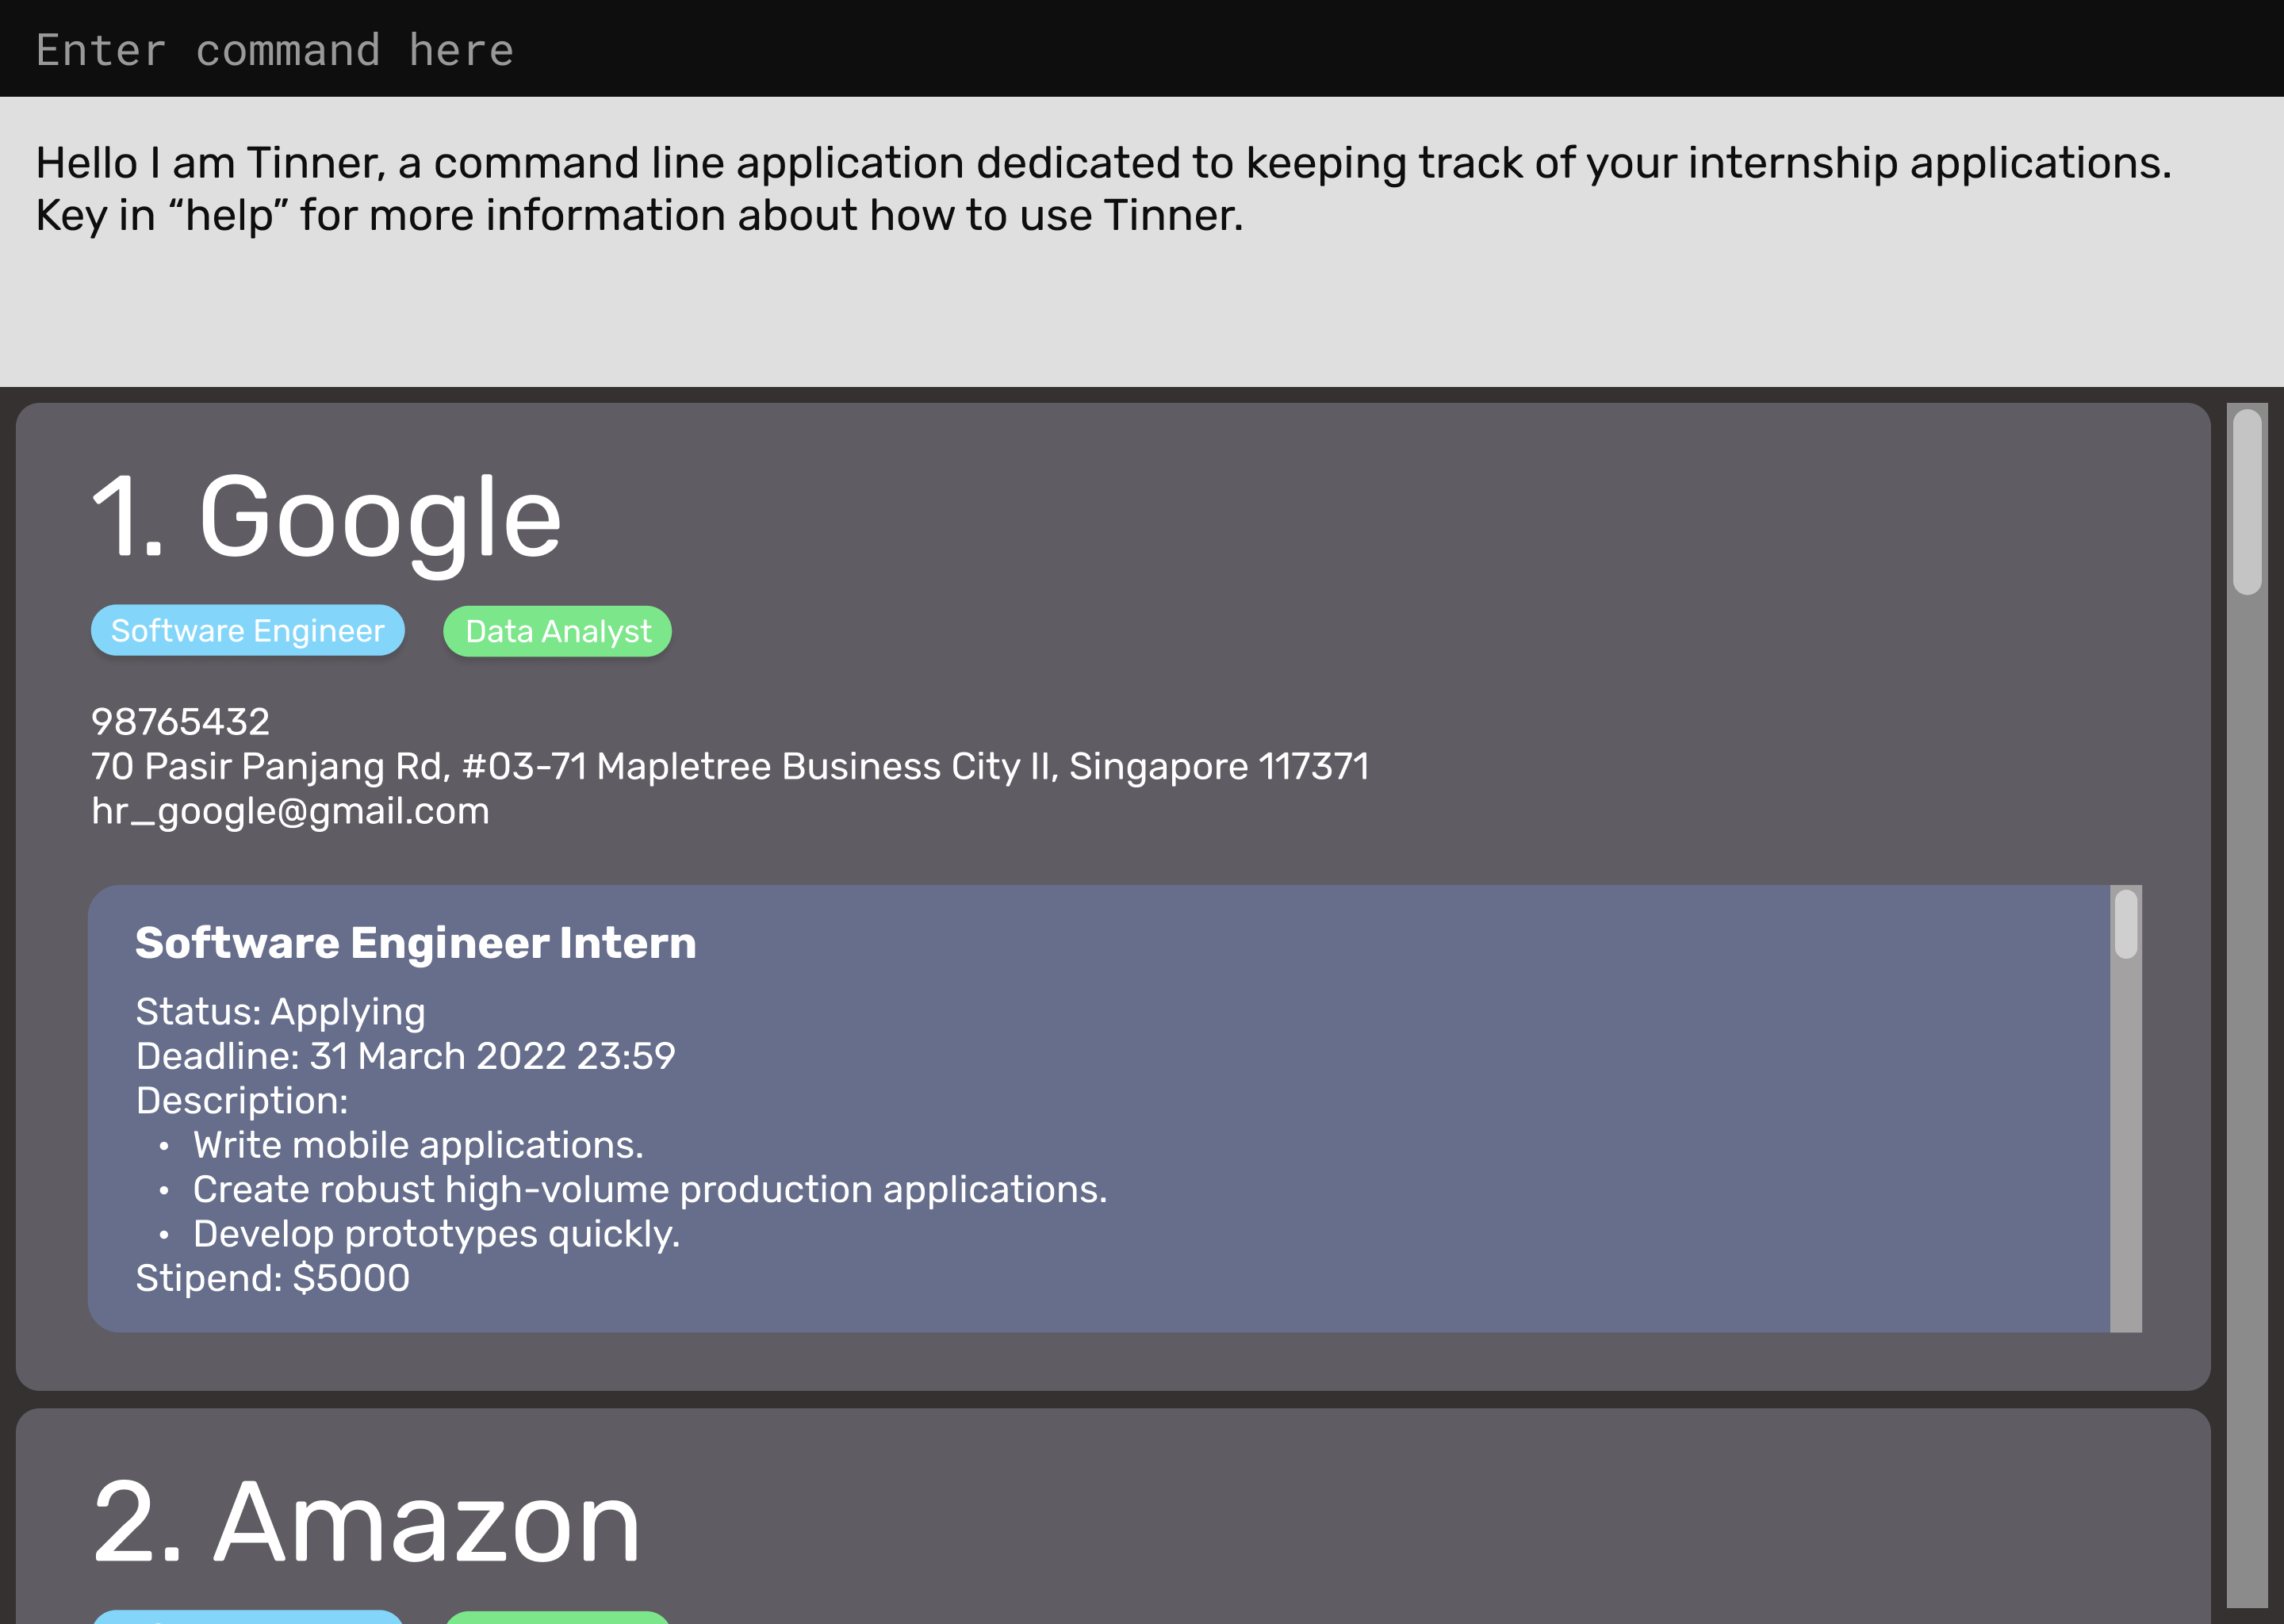 Enter command here
Hello I am Tinner, a command line application dedicated to keeping track of your internship applications.
Key in “help” for more information about how to use Tinner.
1. Google
Software Engineer
Data Analyst
98765432
70 Pasir Panjang Rd, #03-71 Mapletree Business City II, Singapore 117371
hr_google@gmail.com
Software Engineer Intern
Status: Applying
Deadline: 31 March 2022 23:59
Description:
• Write mobile applications.
• Create robust high-volume production applications.
• Develop prototypes quickly.
Stipend: $5000
2. Amazon